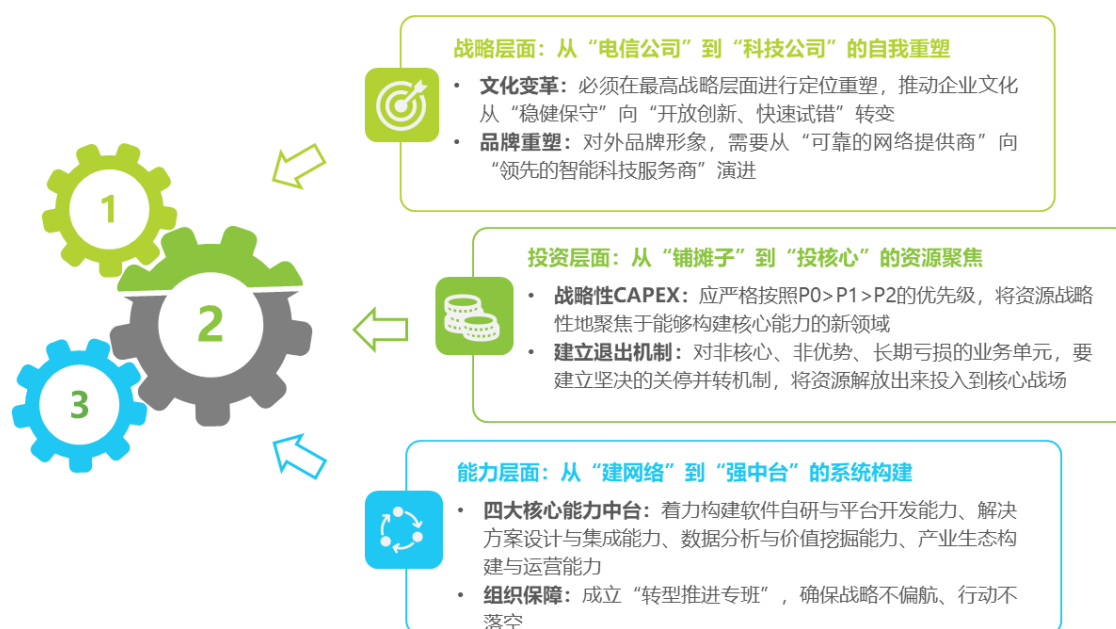 战略层面：从“电信公司”到“科技公司”的自我重塑
• 文化变革：必须在最高战略层面进行定位重塑，推动企业文化
从“稳健保守”向“开放创新、快速试错”转变
• 品牌重塑：对外品牌形象，需要从“可靠的网络提供商”向
“领先的智能科技服务商”演进
1
投资层面：从“铺摊子”到“投核心”的资源聚焦
• 战略性CAPEX：应严格按照P0>P1>P2的优先级，将资源战略
性地聚焦于能够构建核心能力的新领域
• 建立退出机制：对非核心、非优势、长期亏损的业务单元，要
建立坚决的关停并转机制，将资源解放出来投入到核心战场
2
3
能力层面：从“建网络”到“强中台”的系统构建
• 四大核心能力中台：着力构建软件自研与平台开发能力、解决
方案设计与集成能力、数据分析与价值挖掘能力、产业生态构
建与运营能力
• 组织保障：成立“转型推进专班”，确保战略不偏航、行动不
落空